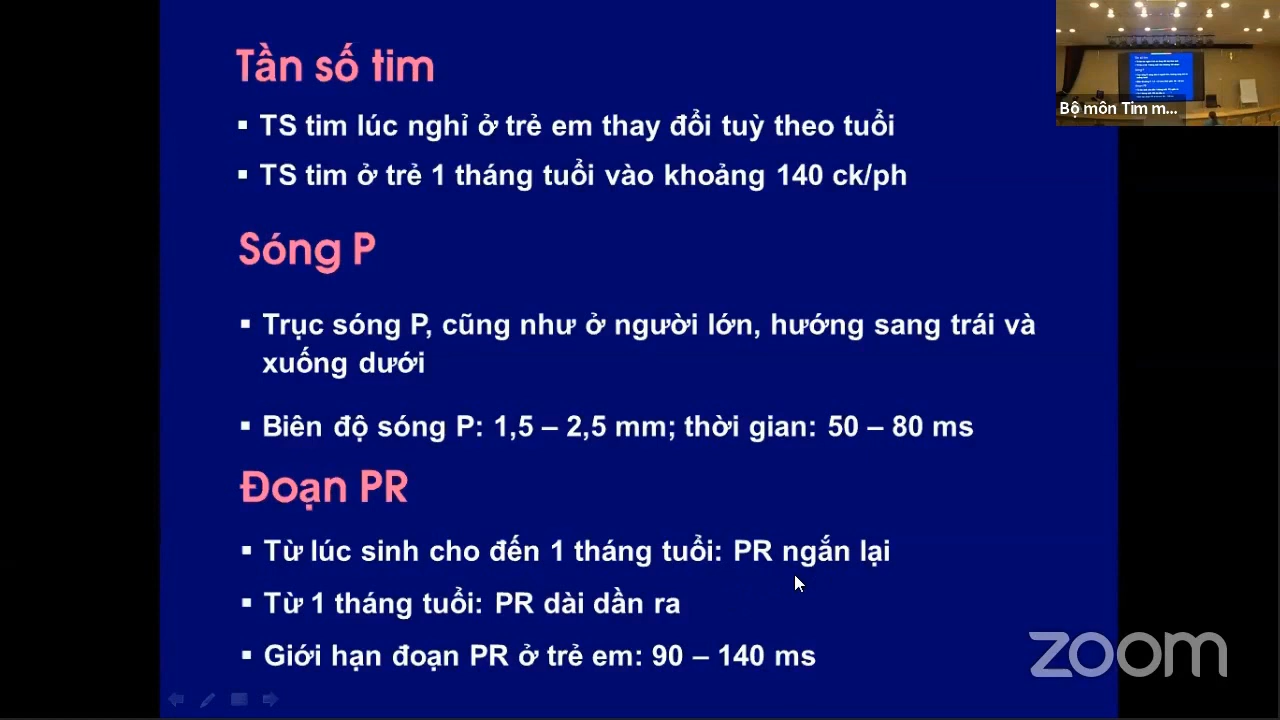 Tần số tim
▪ TS tim lúc nghỉ ở trẻ em thay đổi tuỳ theo tuổi
▪ TS tim ở trẻ 1 tháng tuổi vào khoảng 140 ck/ph
Sóng P
▪ Trục sóng P, cũng như ở người lớn, hướng sang trái và
xuống dưới
▪ Biên độ sóng P: 1,5 – 2,5 mm; thời gian: 50 – 80 ms
Đoạn PR
▪ Từ lúc sinh cho đến 1 tháng tuổi: PR ngắn lại
▪ Từ 1 tháng tuổi: PR dài dần ra
▪ Giới hạn đoạn PR ở trẻ em: 90 – 140 ms
Bộ môn Tim m...
zoom